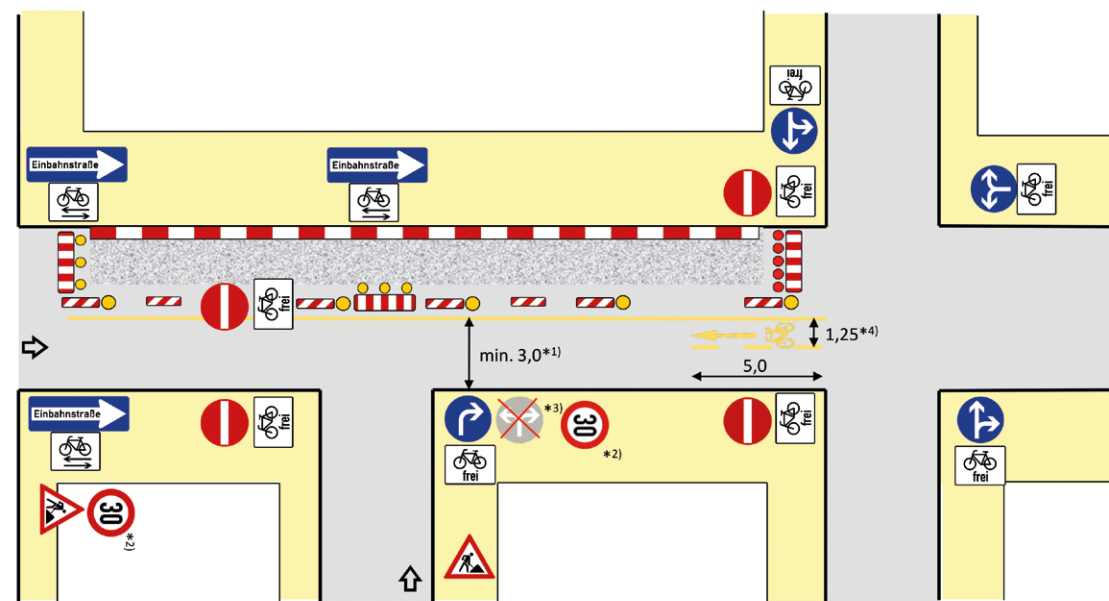 frei
Einbahnstraße
Einbahnstraße
frei
frei
frei
min. 3,0*1)
1,25*4)
5,0
Einbahnstraße
frei
*3)
30
*2)
frei
frei
frei
30
*2)